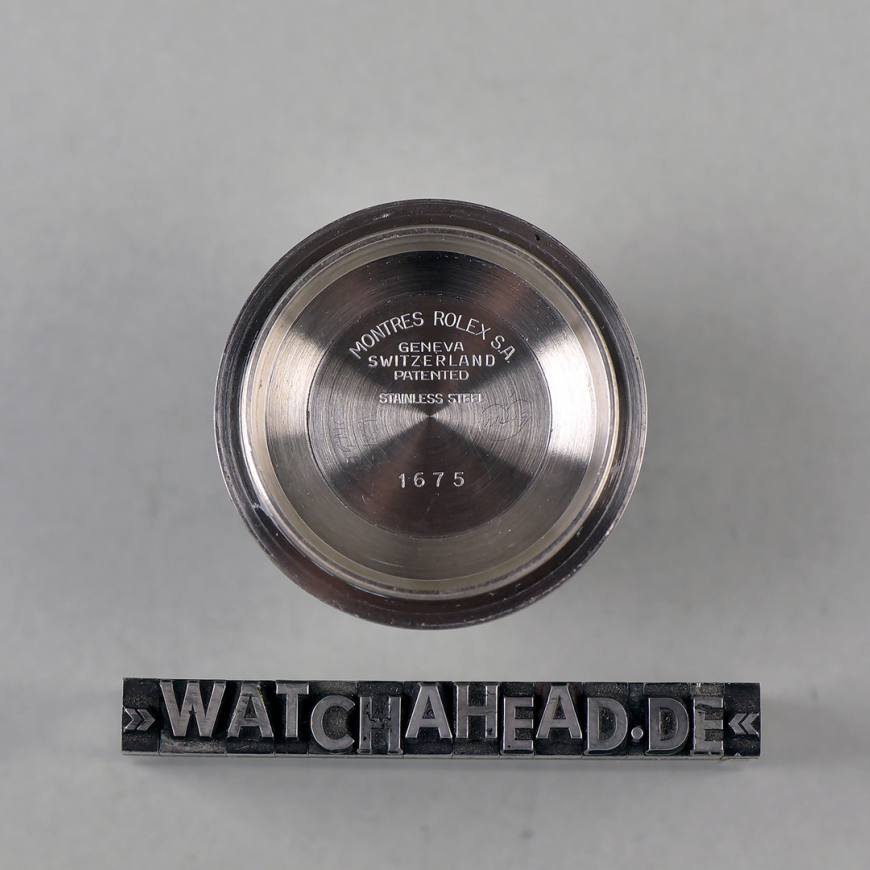 MONTRES ROLEX S.A.
GENEVA
SWITZERLAND
PATENTED
STAINLESS STEEL
1675
»WATCHAHEAD.DE«